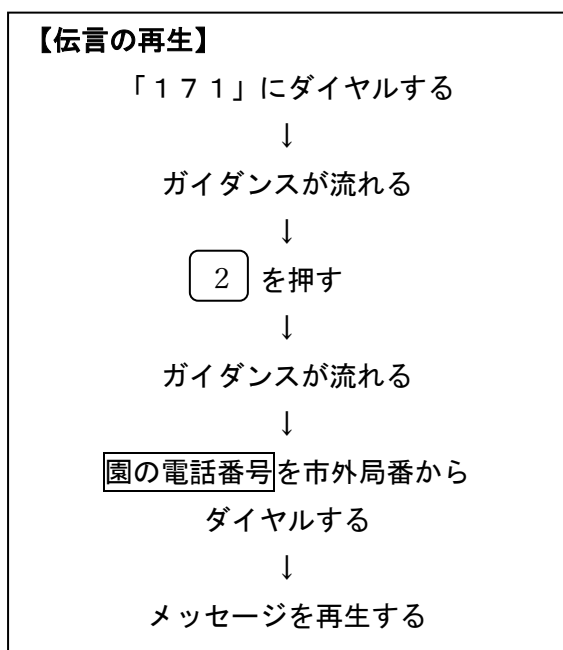 【伝言の再生】
「１７１」にダイヤルする
↓
ガイダンスが流れる
↓
２ を押す
↓
ガイダンスが流れる
↓
園の電話番号を市外局番から
ダイヤルする
↓
メッセージを再生する